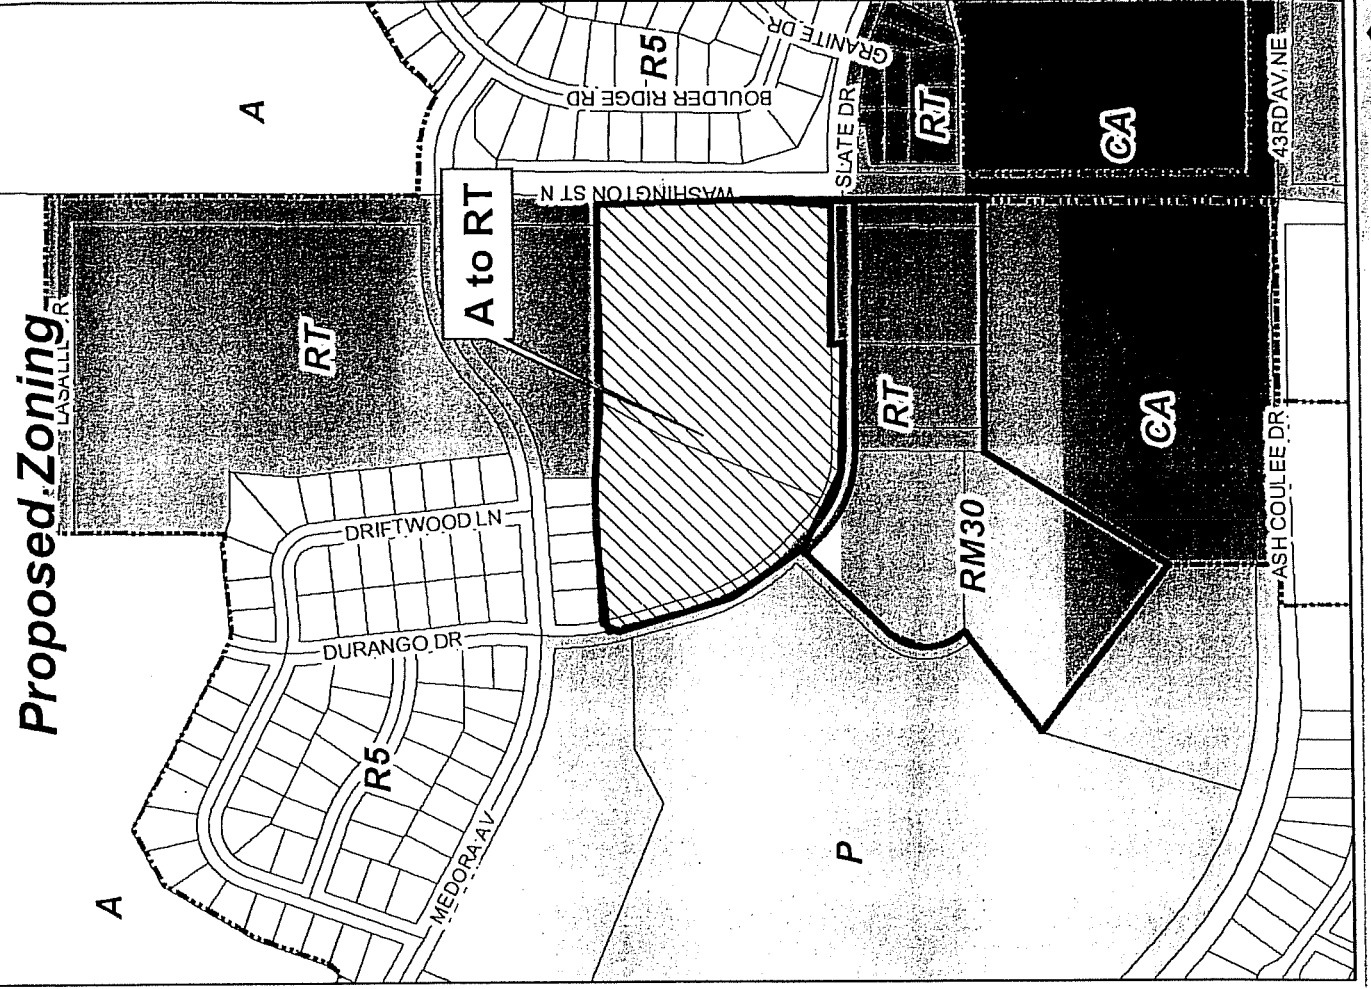 Proposed Zoning
A
LASALLE
R
RT
A
R5
BOULDER RIDGE RD
GRANITE DR
SLATE DR
RT
CA
43RD AV NE
WASHINGTON ST N
A to RT
DRIFTWOOD LN
DURANGO DR
R5
MEDORA AV
A
RT
RM30
CA
ASH COULEE DR
P